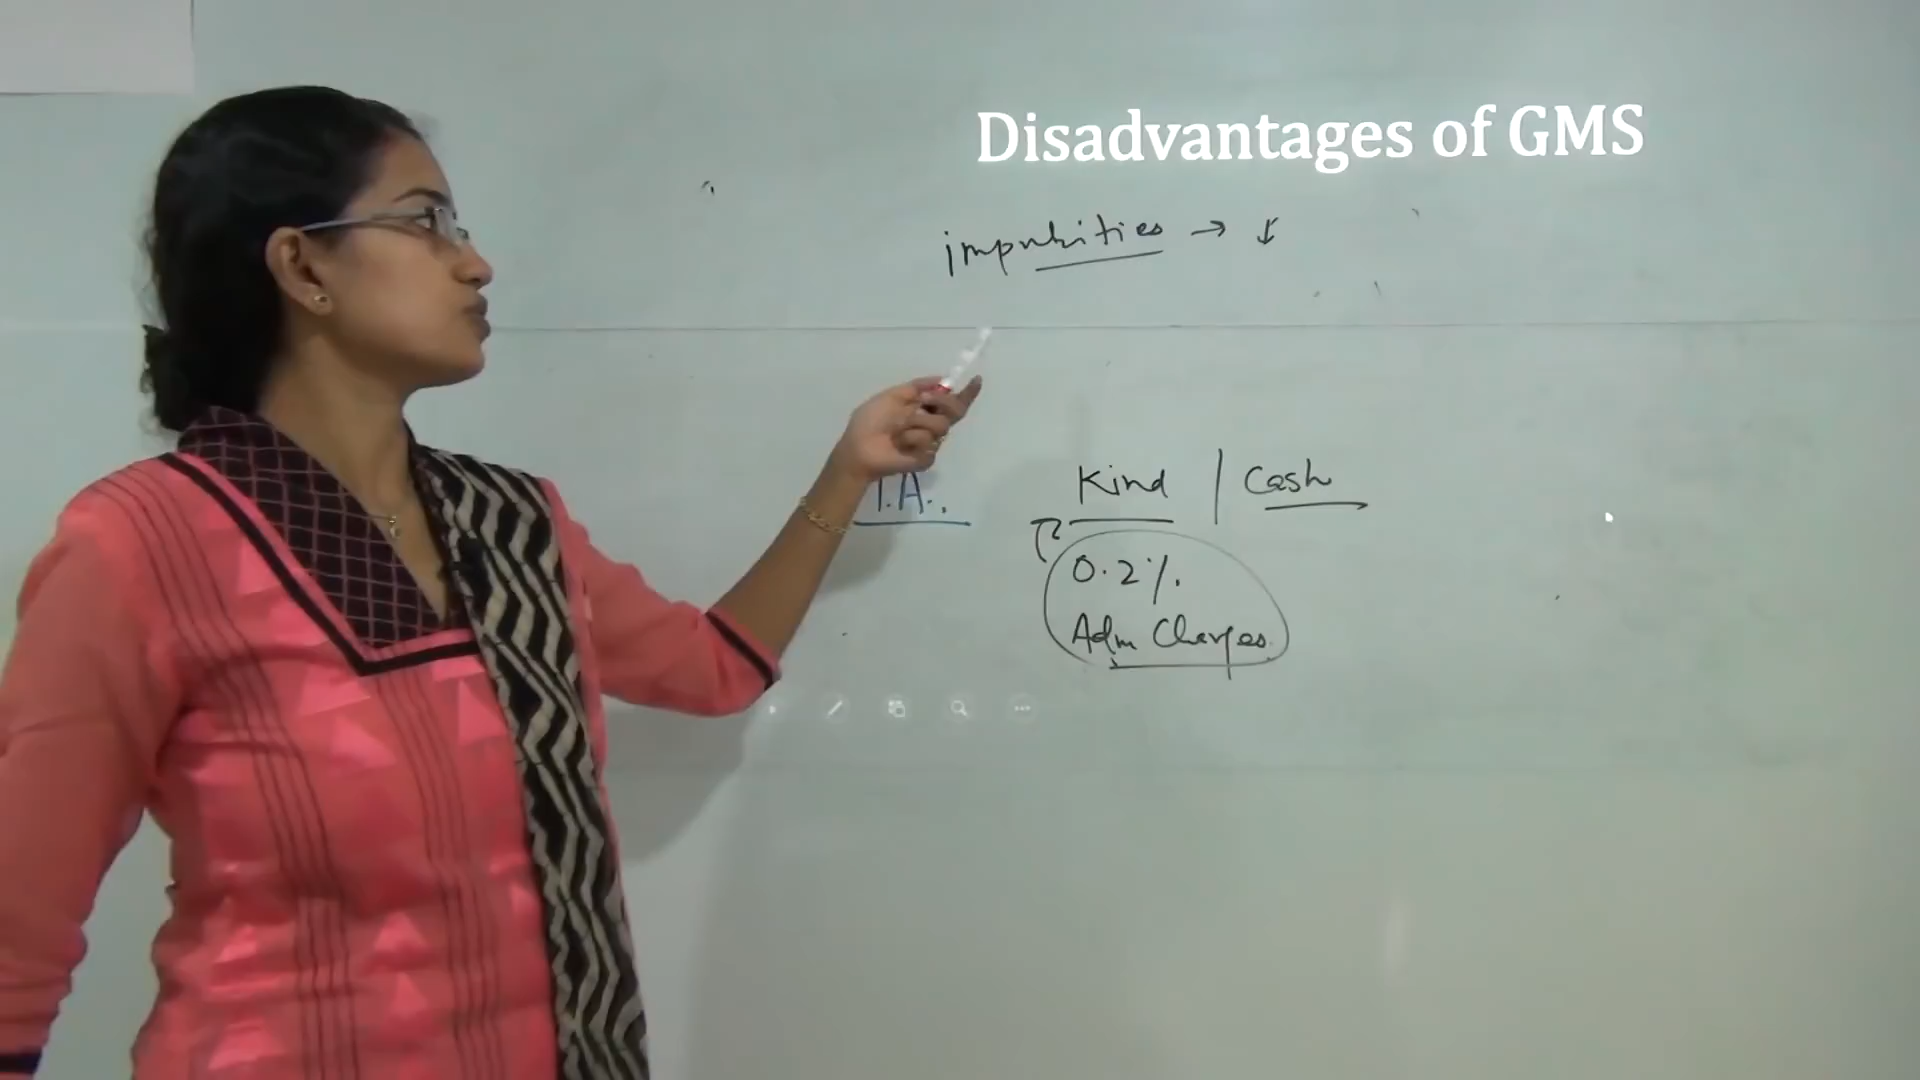 Disadvantages of GMS
impurities → ↓
I.A.
Kind | Cash
0.2%.
Adm Charges.